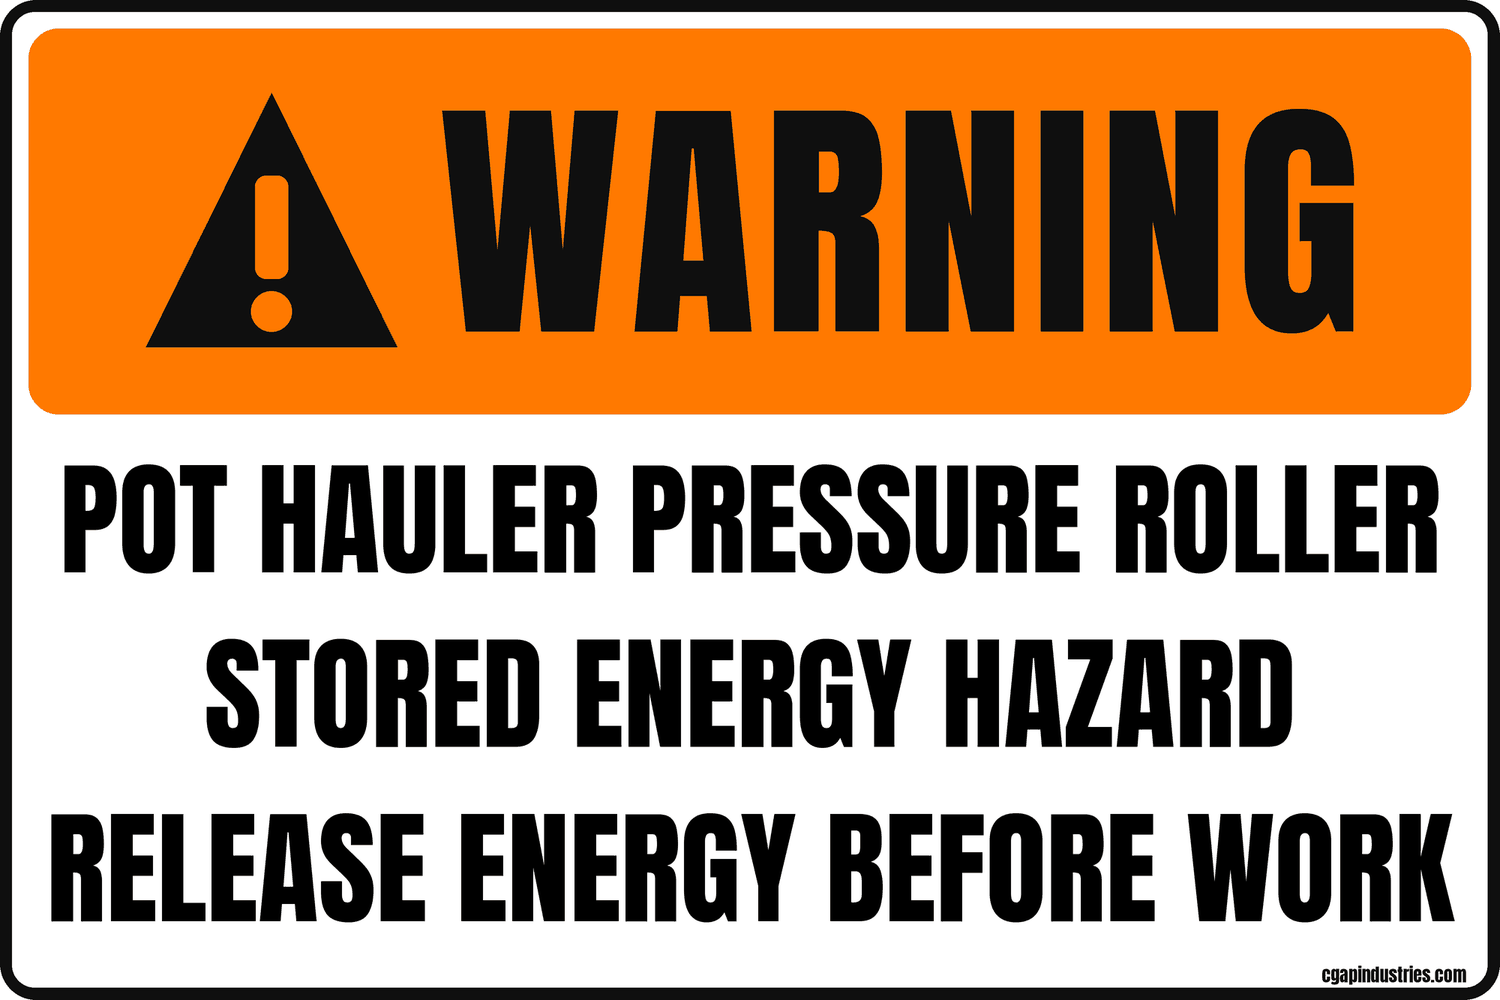 WARNING
POT HAULER PRESSURE ROLLER
STORED ENERGY HAZARD
RELEASE ENERGY BEFORE WORK
cgapindustries.com